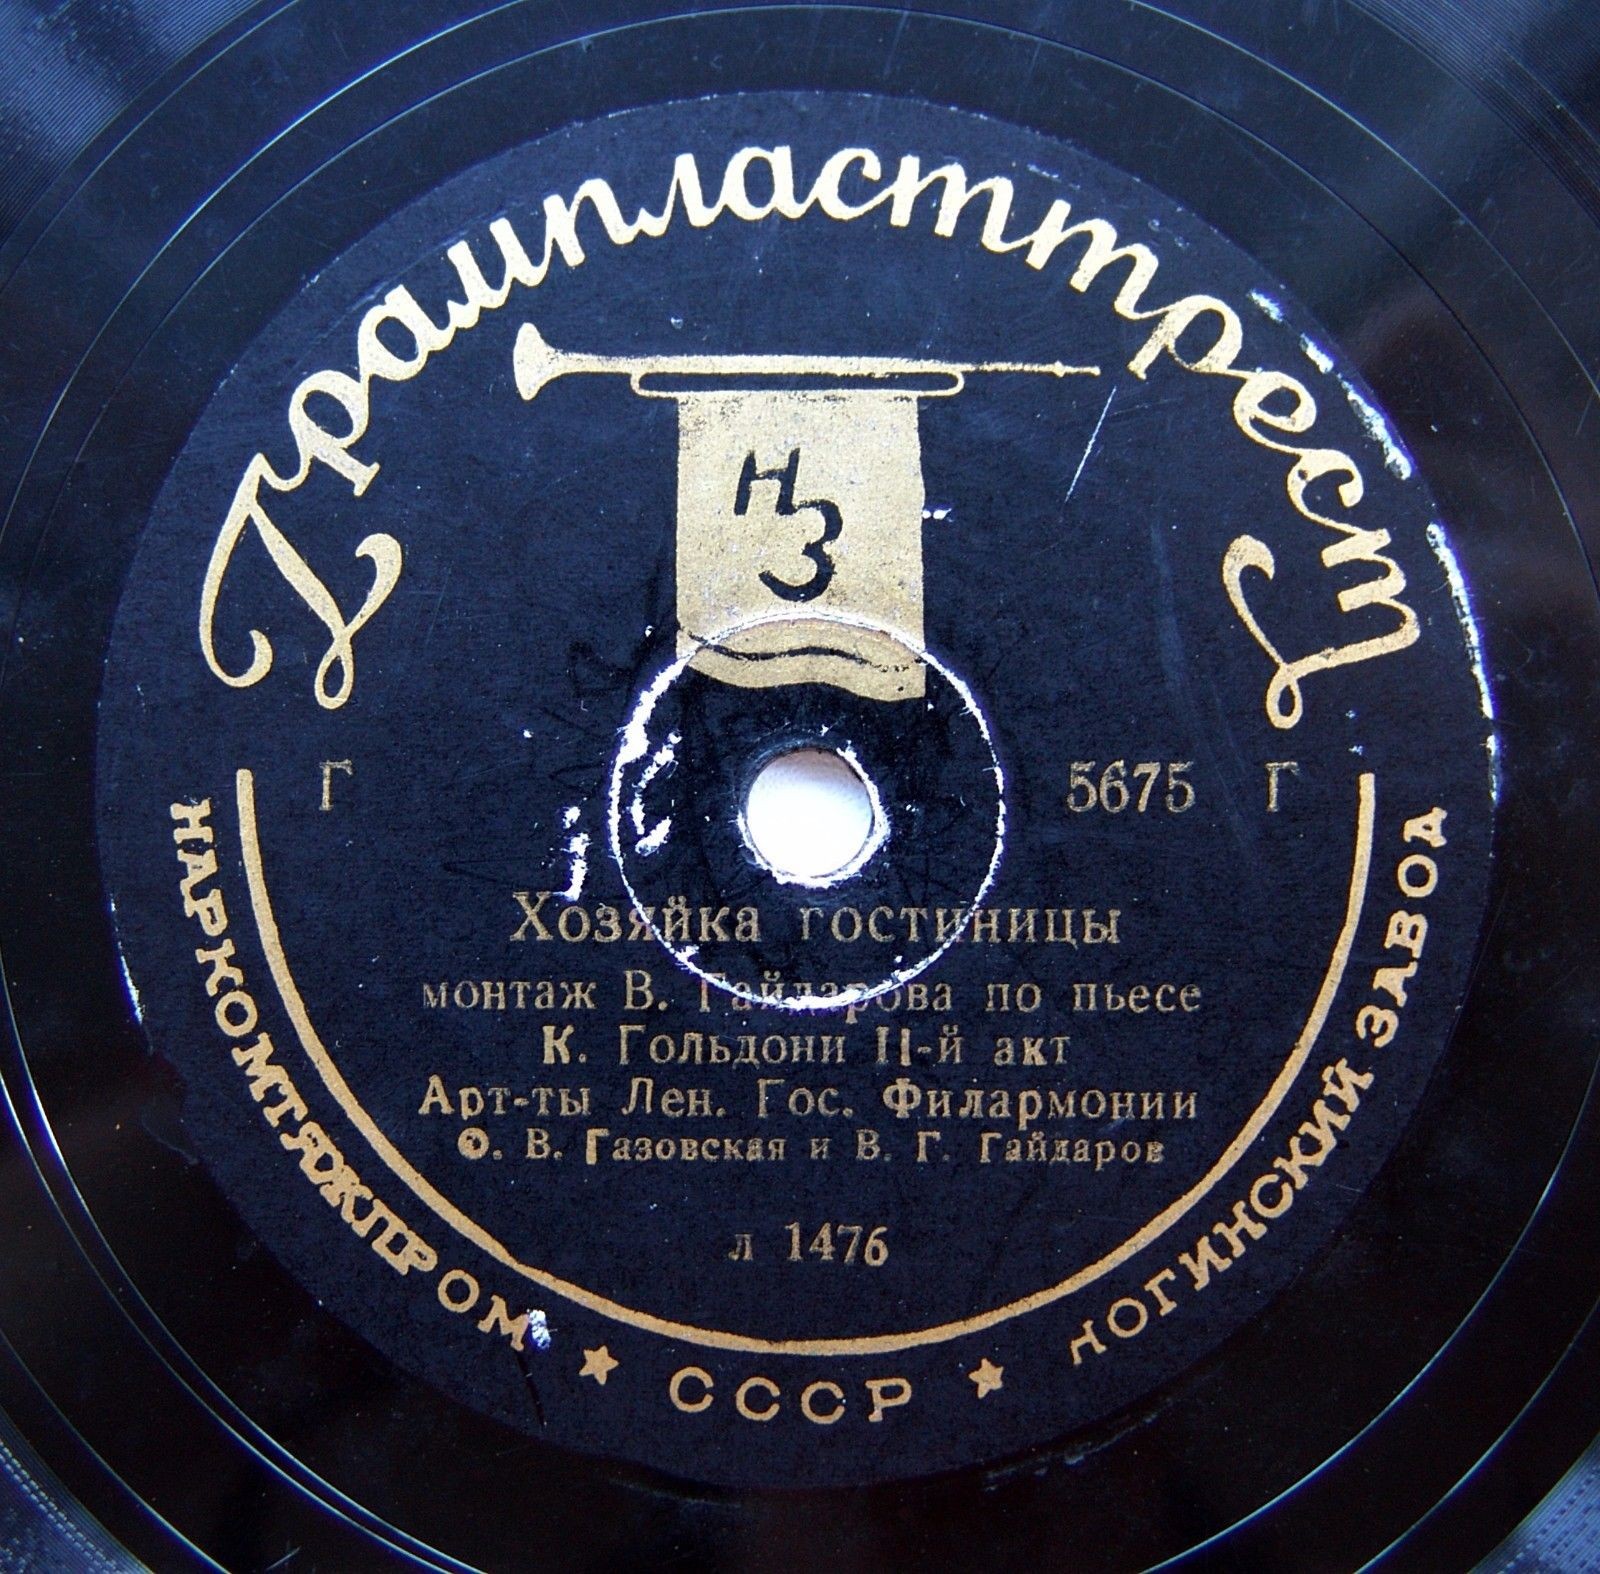 Грампласттрест
НЗ
Г 5675 Г
Хозяйка гостиницы
монтаж В. Гайдарова по пьесе
К. Гольдони II-й акт
Арт-ты Лен. Гос. Филармонии
О. В. Газовская и В. Г. Гайдаров
л 1476
НАРКОМТЯЖПРОМ ★ СССР ★ НОГИНСКИЙ ЗАВОД